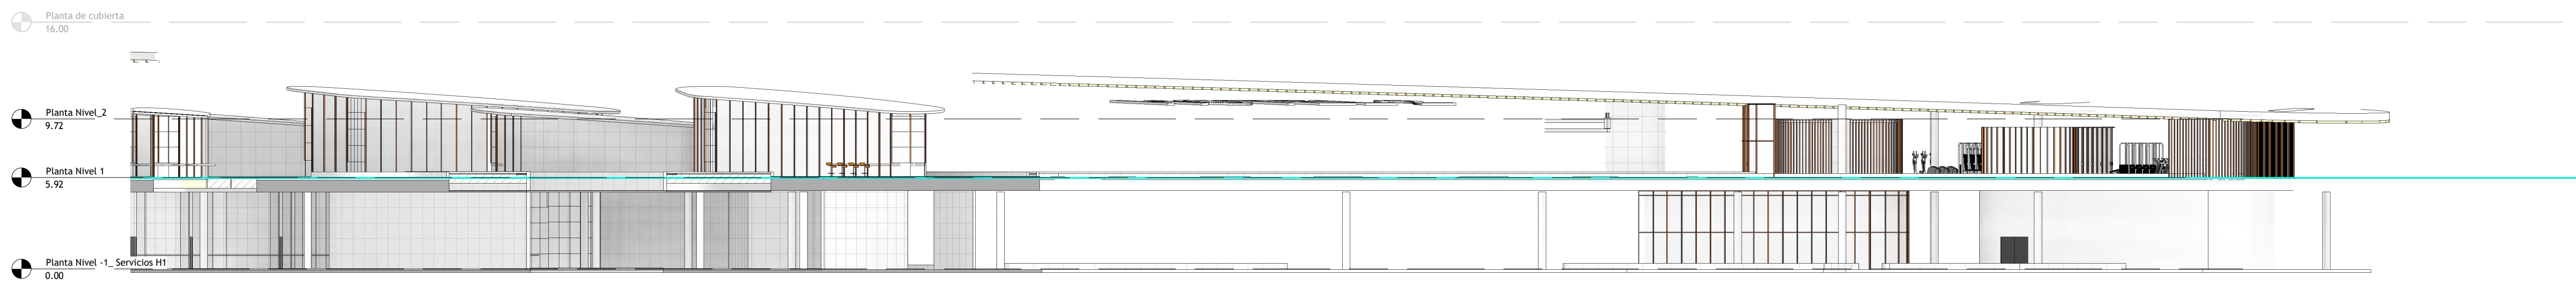 Planta de cubierta
16.00
Planta Nivel_2
9.72
Planta Nivel 1
5.92
Planta Nivel -1_ Servicios H1
0.00